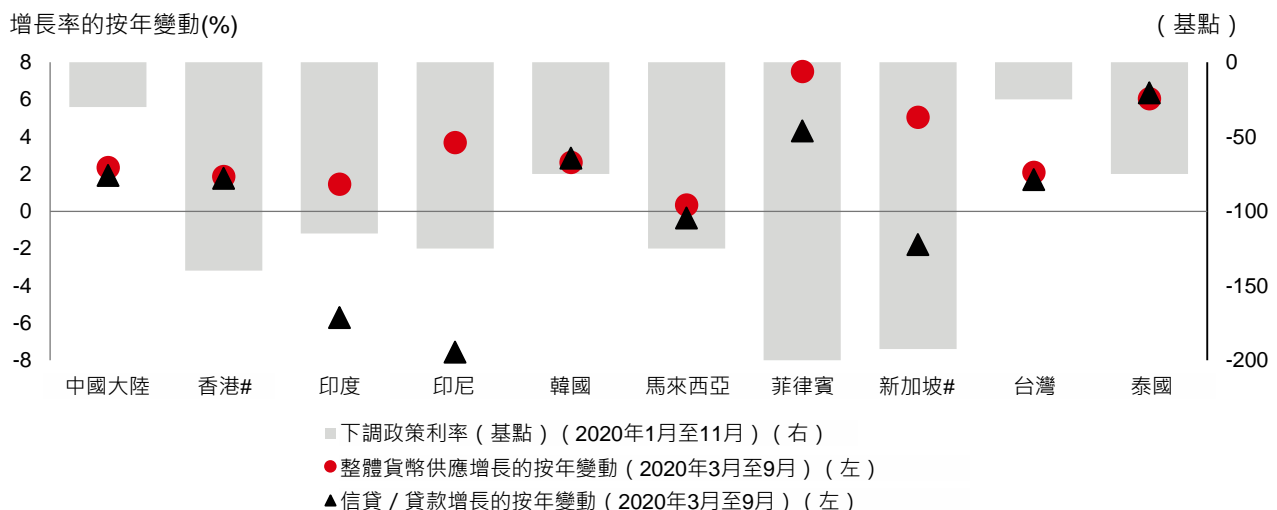 增長率的按年變動(%)
（基點）
8
6
4
2
0
-2
-4
-6
-8
-0
-50
-100
-150
-200
中國大陸
香港#
印度
印尼
韓國
馬來西亞
菲律賓
新加坡#
台灣
泰國
下調政策利率（基點）（2020年1月至11月）（右）
整體貨幣供應增長的按年變動（2020年3月至9月）（左）
信貸／貸款增長的按年變動（2020年3月至9月）（左）